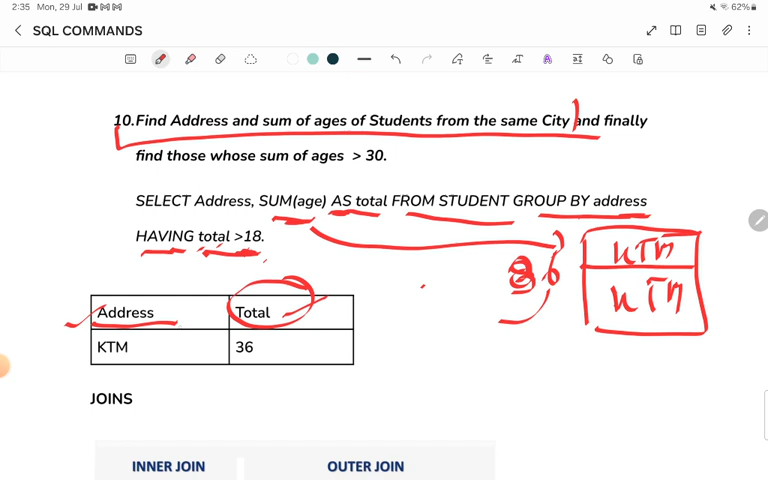 2:35 Mon, 29 Jul
62%
SQL COMMANDS
10.Find Address and sum of ages of Students from the same City and finally
find those whose sum of ages > 30.
SELECT Address, SUM(age) AS total FROM STUDENT GROUP BY address
HAVING total >18.
KTM
36
KTM
Address Total
KTM 36
JOINS
INNER JOIN OUTER JOIN